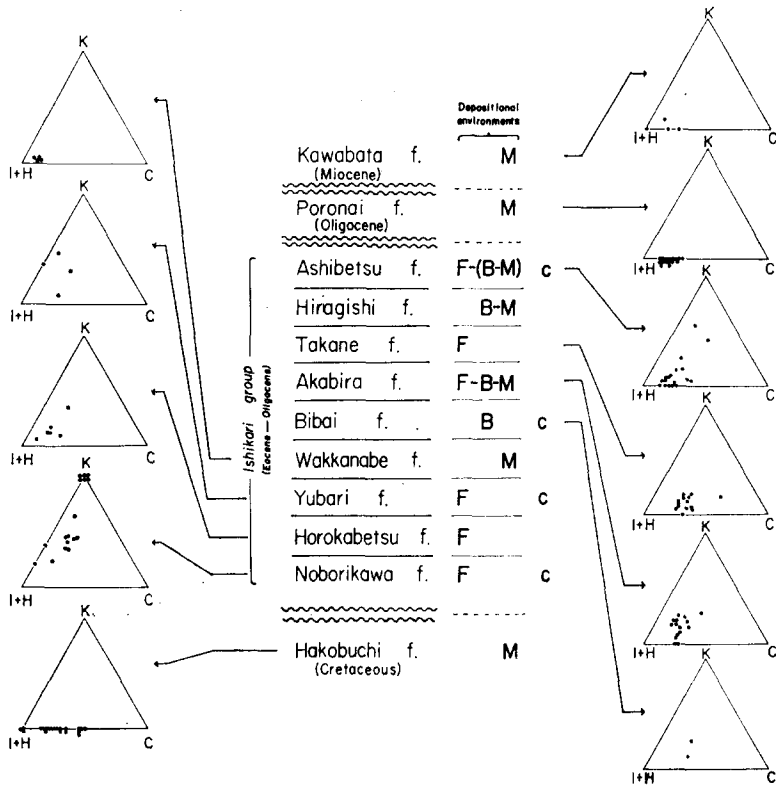 K
I+H C
K
I+H C
K
I+H C
K
I+H C
K
I+H C
Ishikari group
(Eocene — Oligocene)
Depositional
environments
Kawabata f. M
(Miocene)
Poronai f. M
(Oligocene)
Ashibetsu f. F-(B-M) c
Hiragishi f. B-M
Takane f. F
Akabira f. F-B-M
Bibai f. B c
Wakkanabe f. M
Yubari f. F c
Horokabetsu f. F
Noborikawa f. F c
Hakobuchi f. M
(Cretaceous)
K
I+H C
K
I+H C
K
I+H C
K
I+H C
K
I+H C
K
I+H C